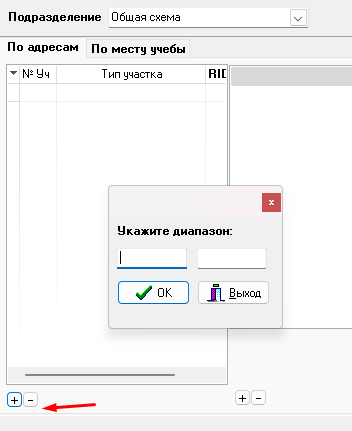 Подразделение Общая схема
По адресам По месту учебы
№ Уч Тип участка RID
x
Укажите диапазон:
OK Выход
+ - + -